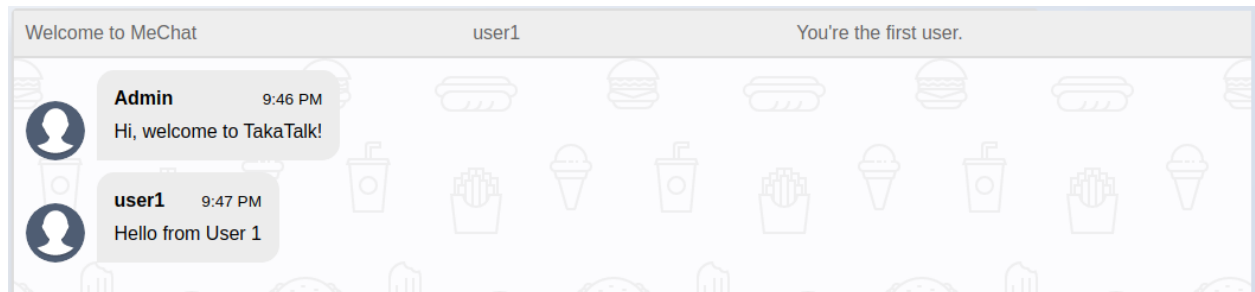 Welcome to MeChat user1 You're the first user.
Admin 9:46 PM
Hi, welcome to TakaTalk!
user1 9:47 PM
Hello from User 1